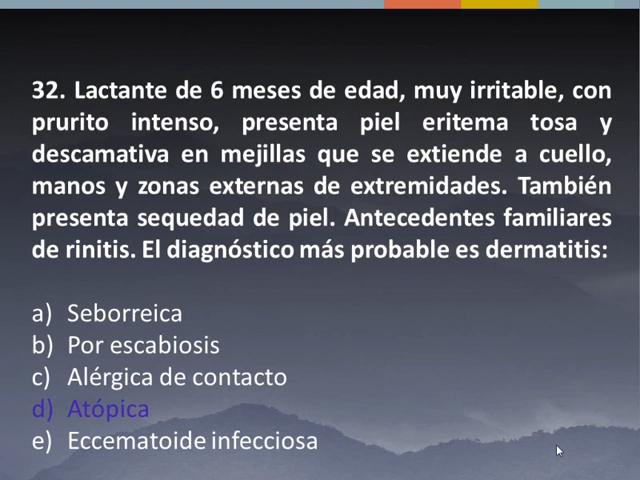 32. Lactante de 6 meses de edad, muy irritable, con
prurito intenso, presenta piel eritema tosa y
descamativa en mejillas que se extiende a cuello,
manos y zonas externas de extremidades. También
presenta sequedad de piel. Antecedentes familiares
de rinitis. El diagnóstico más probable es dermatitis:
a) Seborreica
b) Por escabiosis
c) Alérgica de contacto
d) Atópica
e) Eccematoide infecciosa